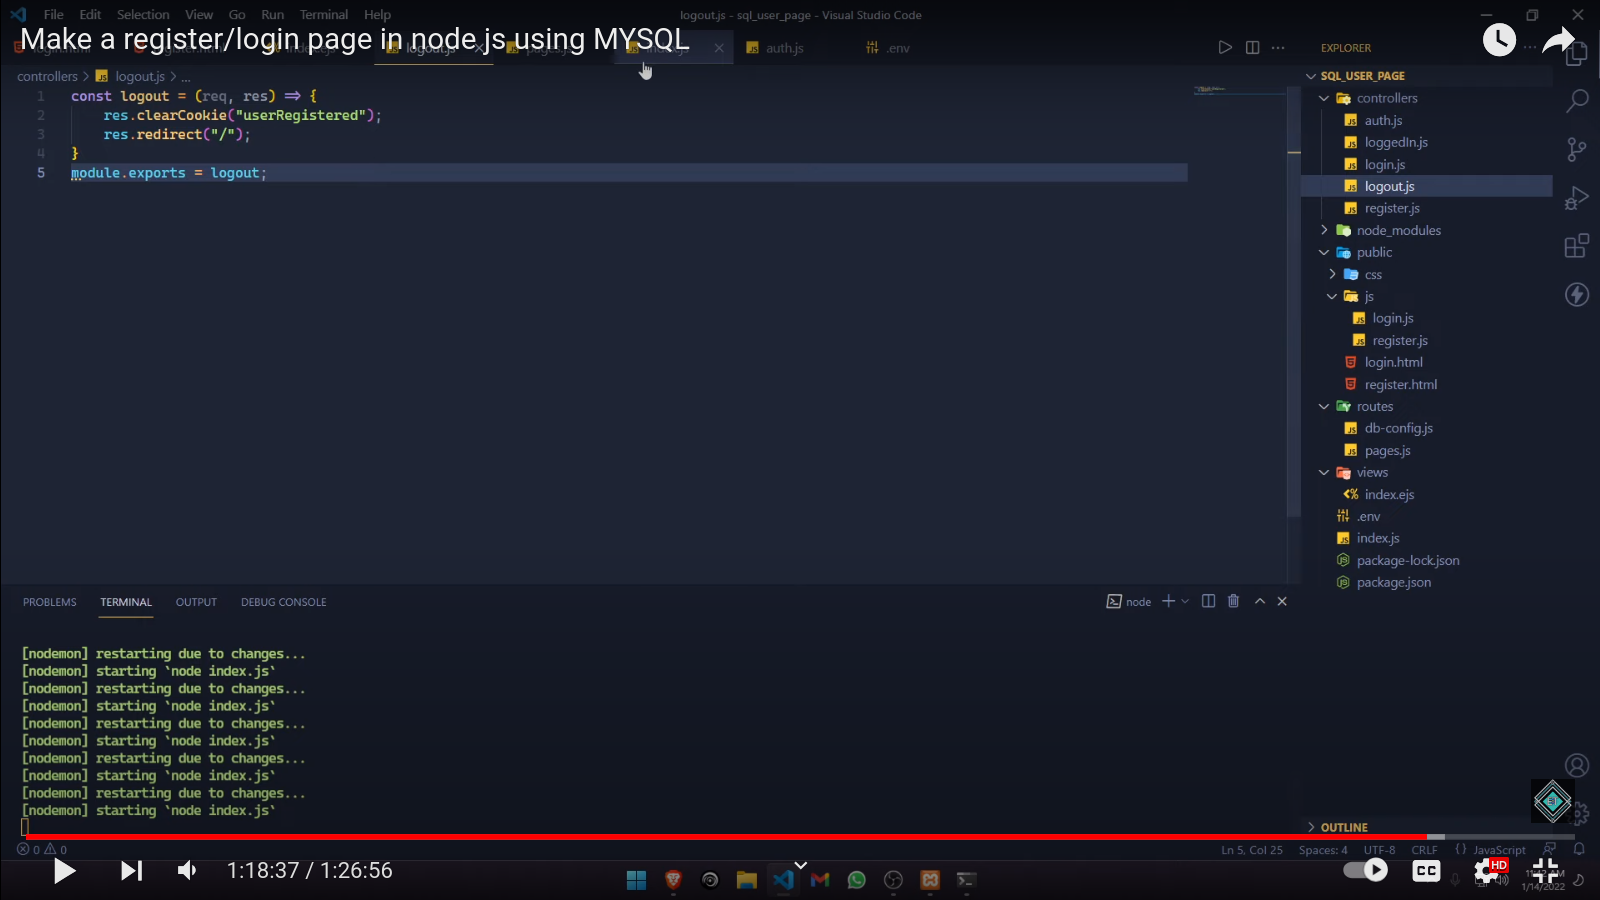 File Edit Selection View Go Run Terminal Help
logout.js - sql_user_page - Visual Studio Code
Make a register/login page in node js using MYSQL
auth.js
.env
EXPLORER
controllers > logout.js > ...
1 const logout = (req, res) => {
2 res.clearCookie("userRegistered");
3 res.redirect("/");
4 }
5 module.exports = logout;
SQL_USER_PAGE
controllers
auth.js
loggedIn.js
login.js
logout.js
register.js
node_modules
public
css
js
login.js
register.js
login.html
register.html
routes
db-config.js
pages.js
views
index.ejs
.env
index.js
package-lock.json
package.json
OUTLINE
PROBLEMS TERMINAL OUTPUT DEBUG CONSOLE
node
[nodemon] restarting due to changes...
[nodemon] starting `node index.js`
[nodemon] restarting due to changes...
[nodemon] starting `node index.js`
[nodemon] restarting due to changes...
[nodemon] starting `node index.js`
[nodemon] restarting due to changes...
[nodemon] starting `node index.js`
[nodemon] restarting due to changes...
[nodemon] starting `node index.js`
0 0
Ln 5, Col 25 Spaces: 4 UTF-8 CRLF {} JavaScript
1:18:37 / 1:26:56
CC
HD
1/14/2022